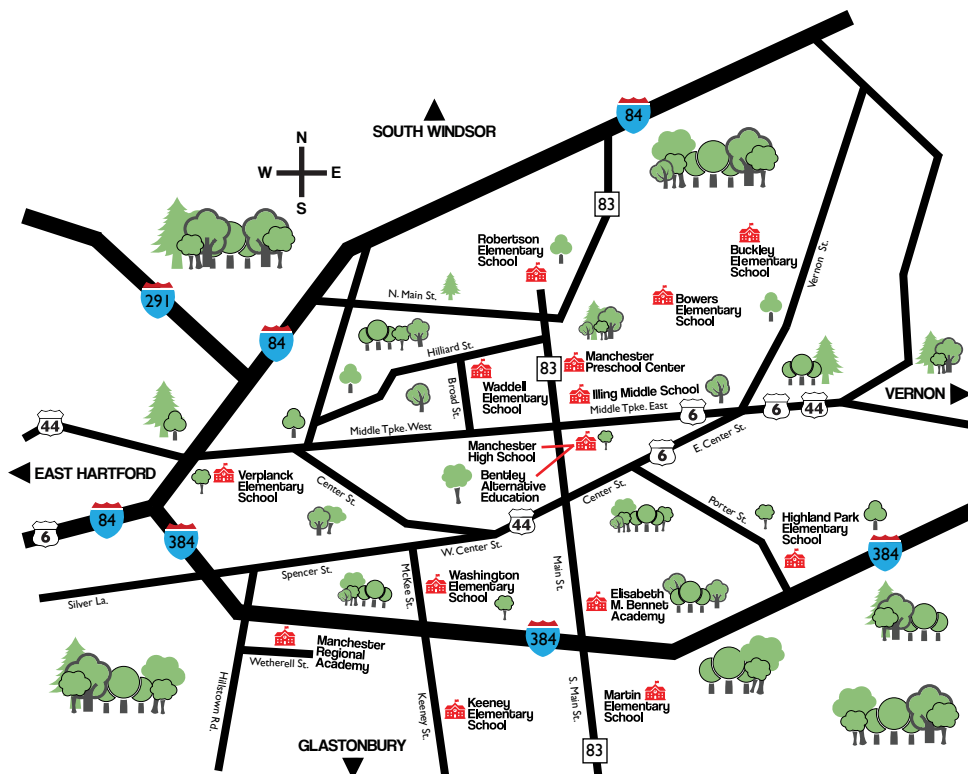 84
SOUTH WINDSOR
N
W E
S
83
Robertson
Elementary
School
Buckley
Elementary
School
Vernon St.
291
N. Main St.
Bowers
Elementary
School
84
Hilliard St.
83
Manchester
Preschool Center
Waddell
Elementary
School
Broad St.
Illing Middle School
VERNON
44
Middle Tpke. West
Middle Tpke. East
6
6
44
E. Center St.
Manchester
High School
6
EAST HARTFORD
Verplanck
Elementary
School
Bentley
Alternative
Education
Center St.
Center St.
Porter St.
6
84
384
44
W. Center St.
Highland Park
Elementary
School
384
Spencer St.
McKee St.
Washington
Elementary
School
Main St.
Silver La.
Elisabeth
M. Bennet
Academy
384
Manchester
Regional
Academy
Wetherell St.
Hillstown Rd.
Keeney St.
Keeney
Elementary
School
S. Main St.
Martin
Elementary
School
GLASTONBURY
83